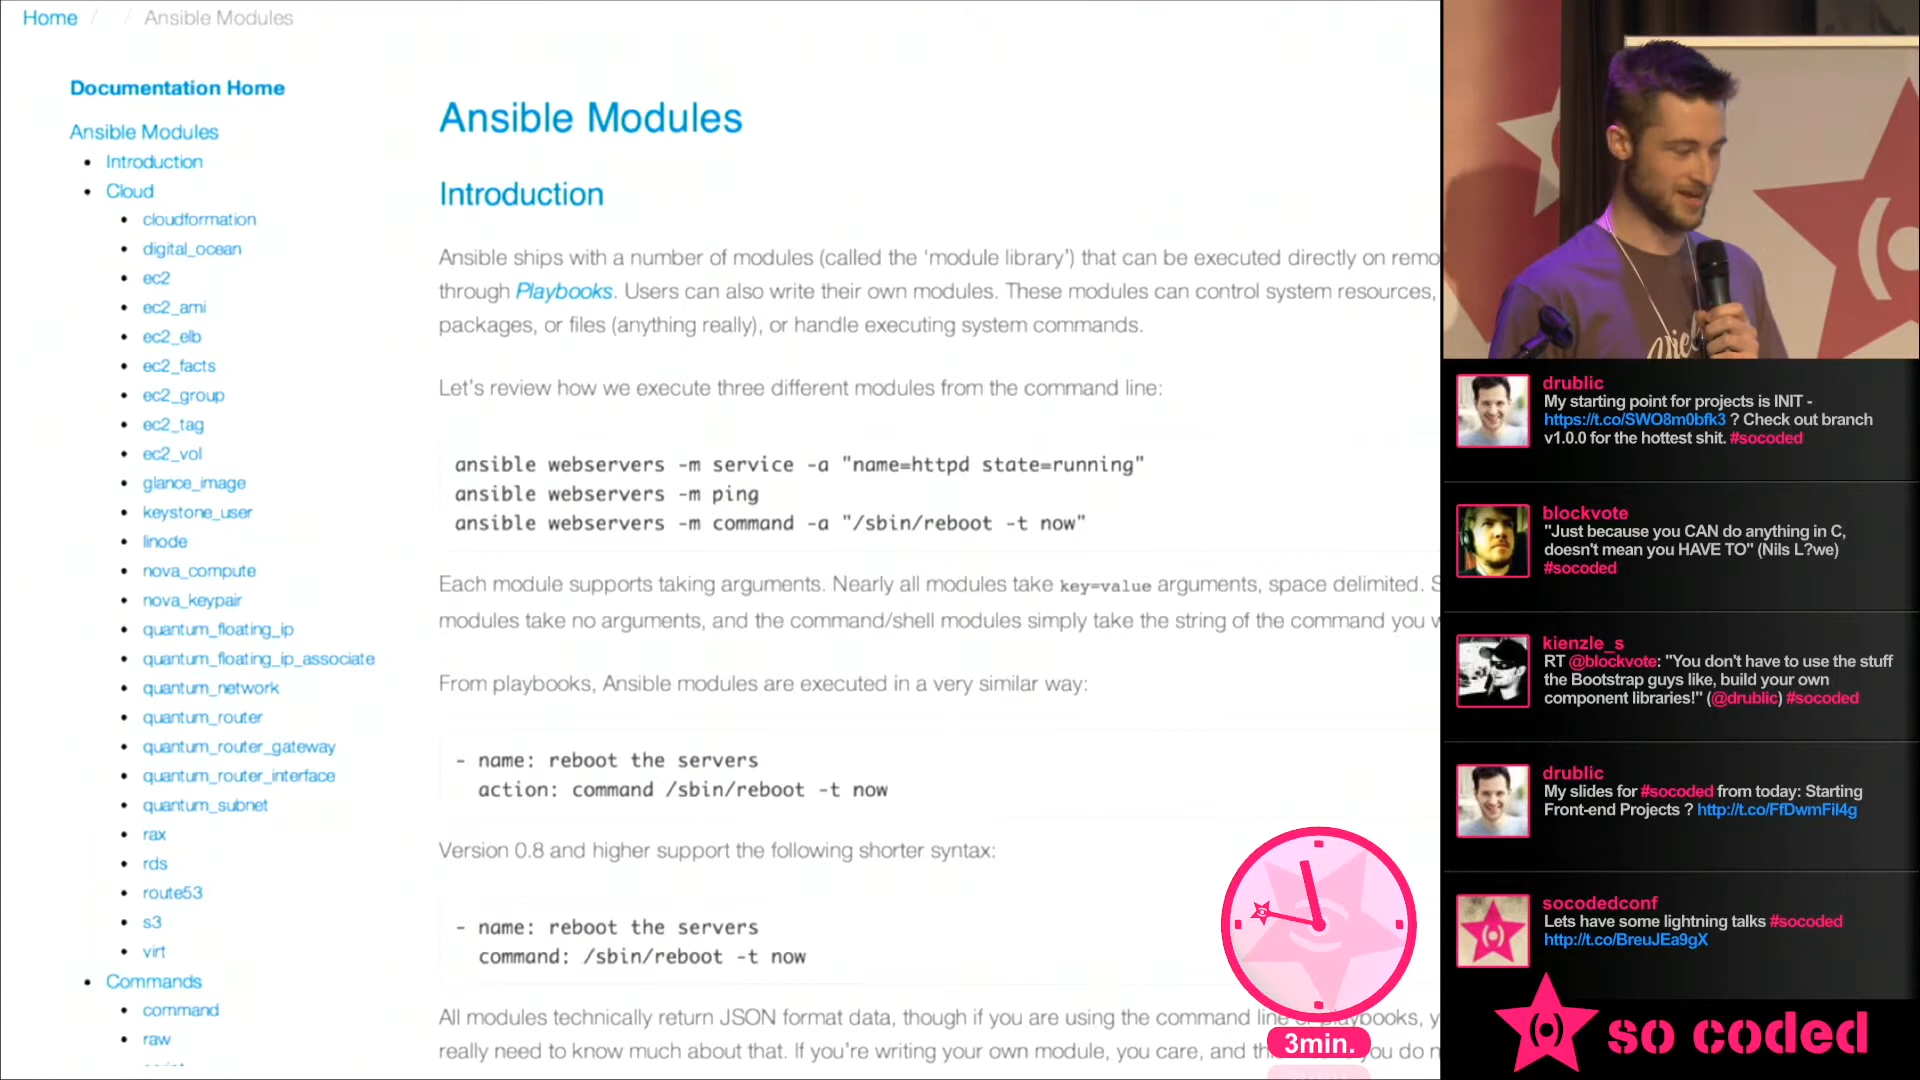 Home / / Ansible Modules
Documentation Home
Ansible Modules
Introduction
Cloud
cloudformation
digital_ocean
ec2
ec2_ami
ec2_elb
ec2_facts
ec2_group
ec2_tag
ec2_vol
glance_image
keystone_user
linode
nova_compute
nova_keypair
quantum_floating_ip
quantum_floating_ip_associate
quantum_network
quantum_router
quantum_router_gateway
quantum_router_interface
quantum_subnet
rax
rds
route53
s3
virt
Commands
command
raw
Ansible Modules
Introduction
Ansible ships with a number of modules (called the ‘module library’) that can be executed directly on remo
through Playbooks. Users can also write their own modules. These modules can control system resources,
packages, or files (anything really), or handle executing system commands.
Let’s review how we execute three different modules from the command line:
ansible webservers -m service -a "name=httpd state=running"
ansible webservers -m ping
ansible webservers -m command -a "/sbin/reboot -t now"
Each module supports taking arguments. Nearly all modules take key=value arguments, space delimited. S
modules take no arguments, and the command/shell modules simply take the string of the command you w
From playbooks, Ansible modules are executed in a very similar way:
- name: reboot the servers
action: command /sbin/reboot -t now
Version 0.8 and higher support the following shorter syntax:
- name: reboot the servers
command: /sbin/reboot -t now
All modules technically return JSON format data, though if you are using the command line or playbooks, y
really need to know much about that. If you’re writing your own module, you care, and th you do n
3min.
drublic
My starting point for projects is INIT -
https://t.co/SWO8m0bfk3 ? Check out branch
v1.0.0 for the hottest shit. #socoded
blockvote
"Just because you CAN do anything in C,
doesn't mean you HAVE TO" (Nils L?we)
#socoded
kienzle_s
RT @blockvote: "You don't have to use the stuff
the Bootstrap guys like, build your own
component libraries!" (@drublic) #socoded
drublic
My slides for #socoded from today: Starting
Front-end Projects ? http://t.co/FfDwmFil4g
socodedconf
Lets have some lightning talks #socoded
http://t.co/BreuJEa9gX
so coded